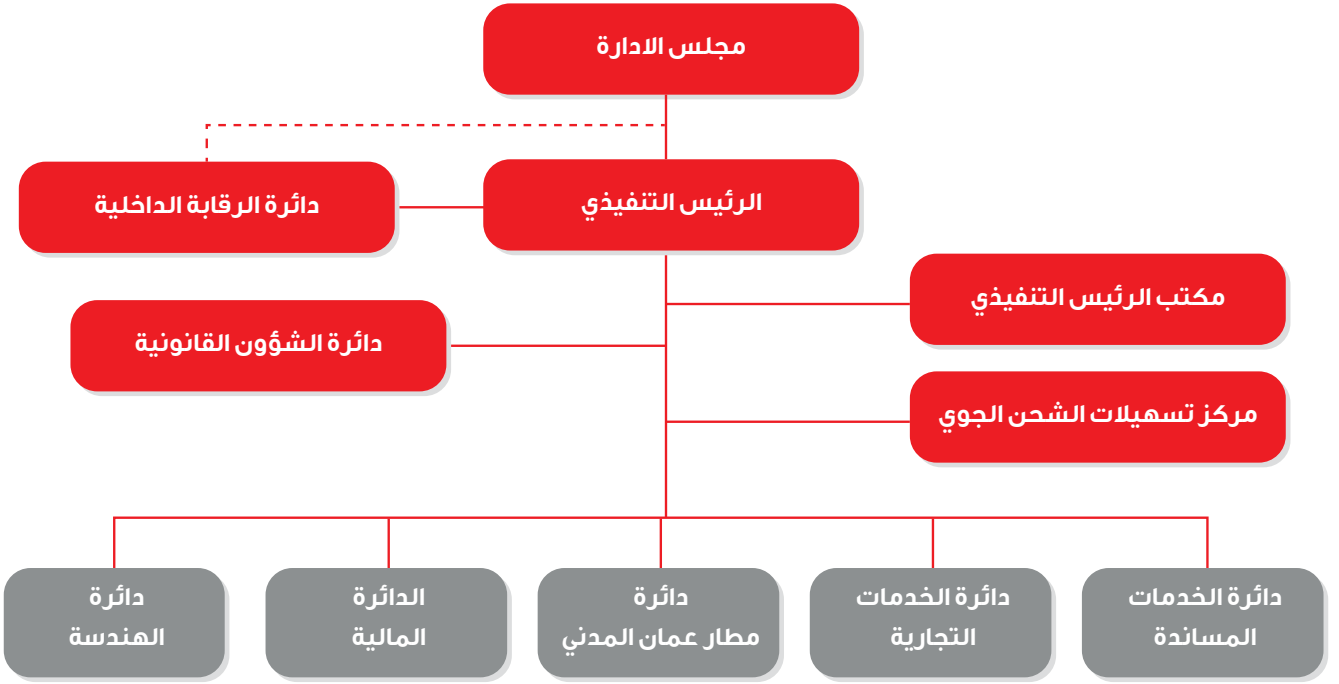 مجلس الادارة
الرئيس التنفيذي
دائرة الرقابة الداخلية
مكتب الرئيس التنفيذي
دائرة الشؤون القانونية
مركز تسهيلات الشحن الجوي
دائرة الخدمات
المساندة
دائرة الخدمات
التجارية
دائرة
مطار عمان المدني
الدائرة
المالية
دائرة
الهندسة